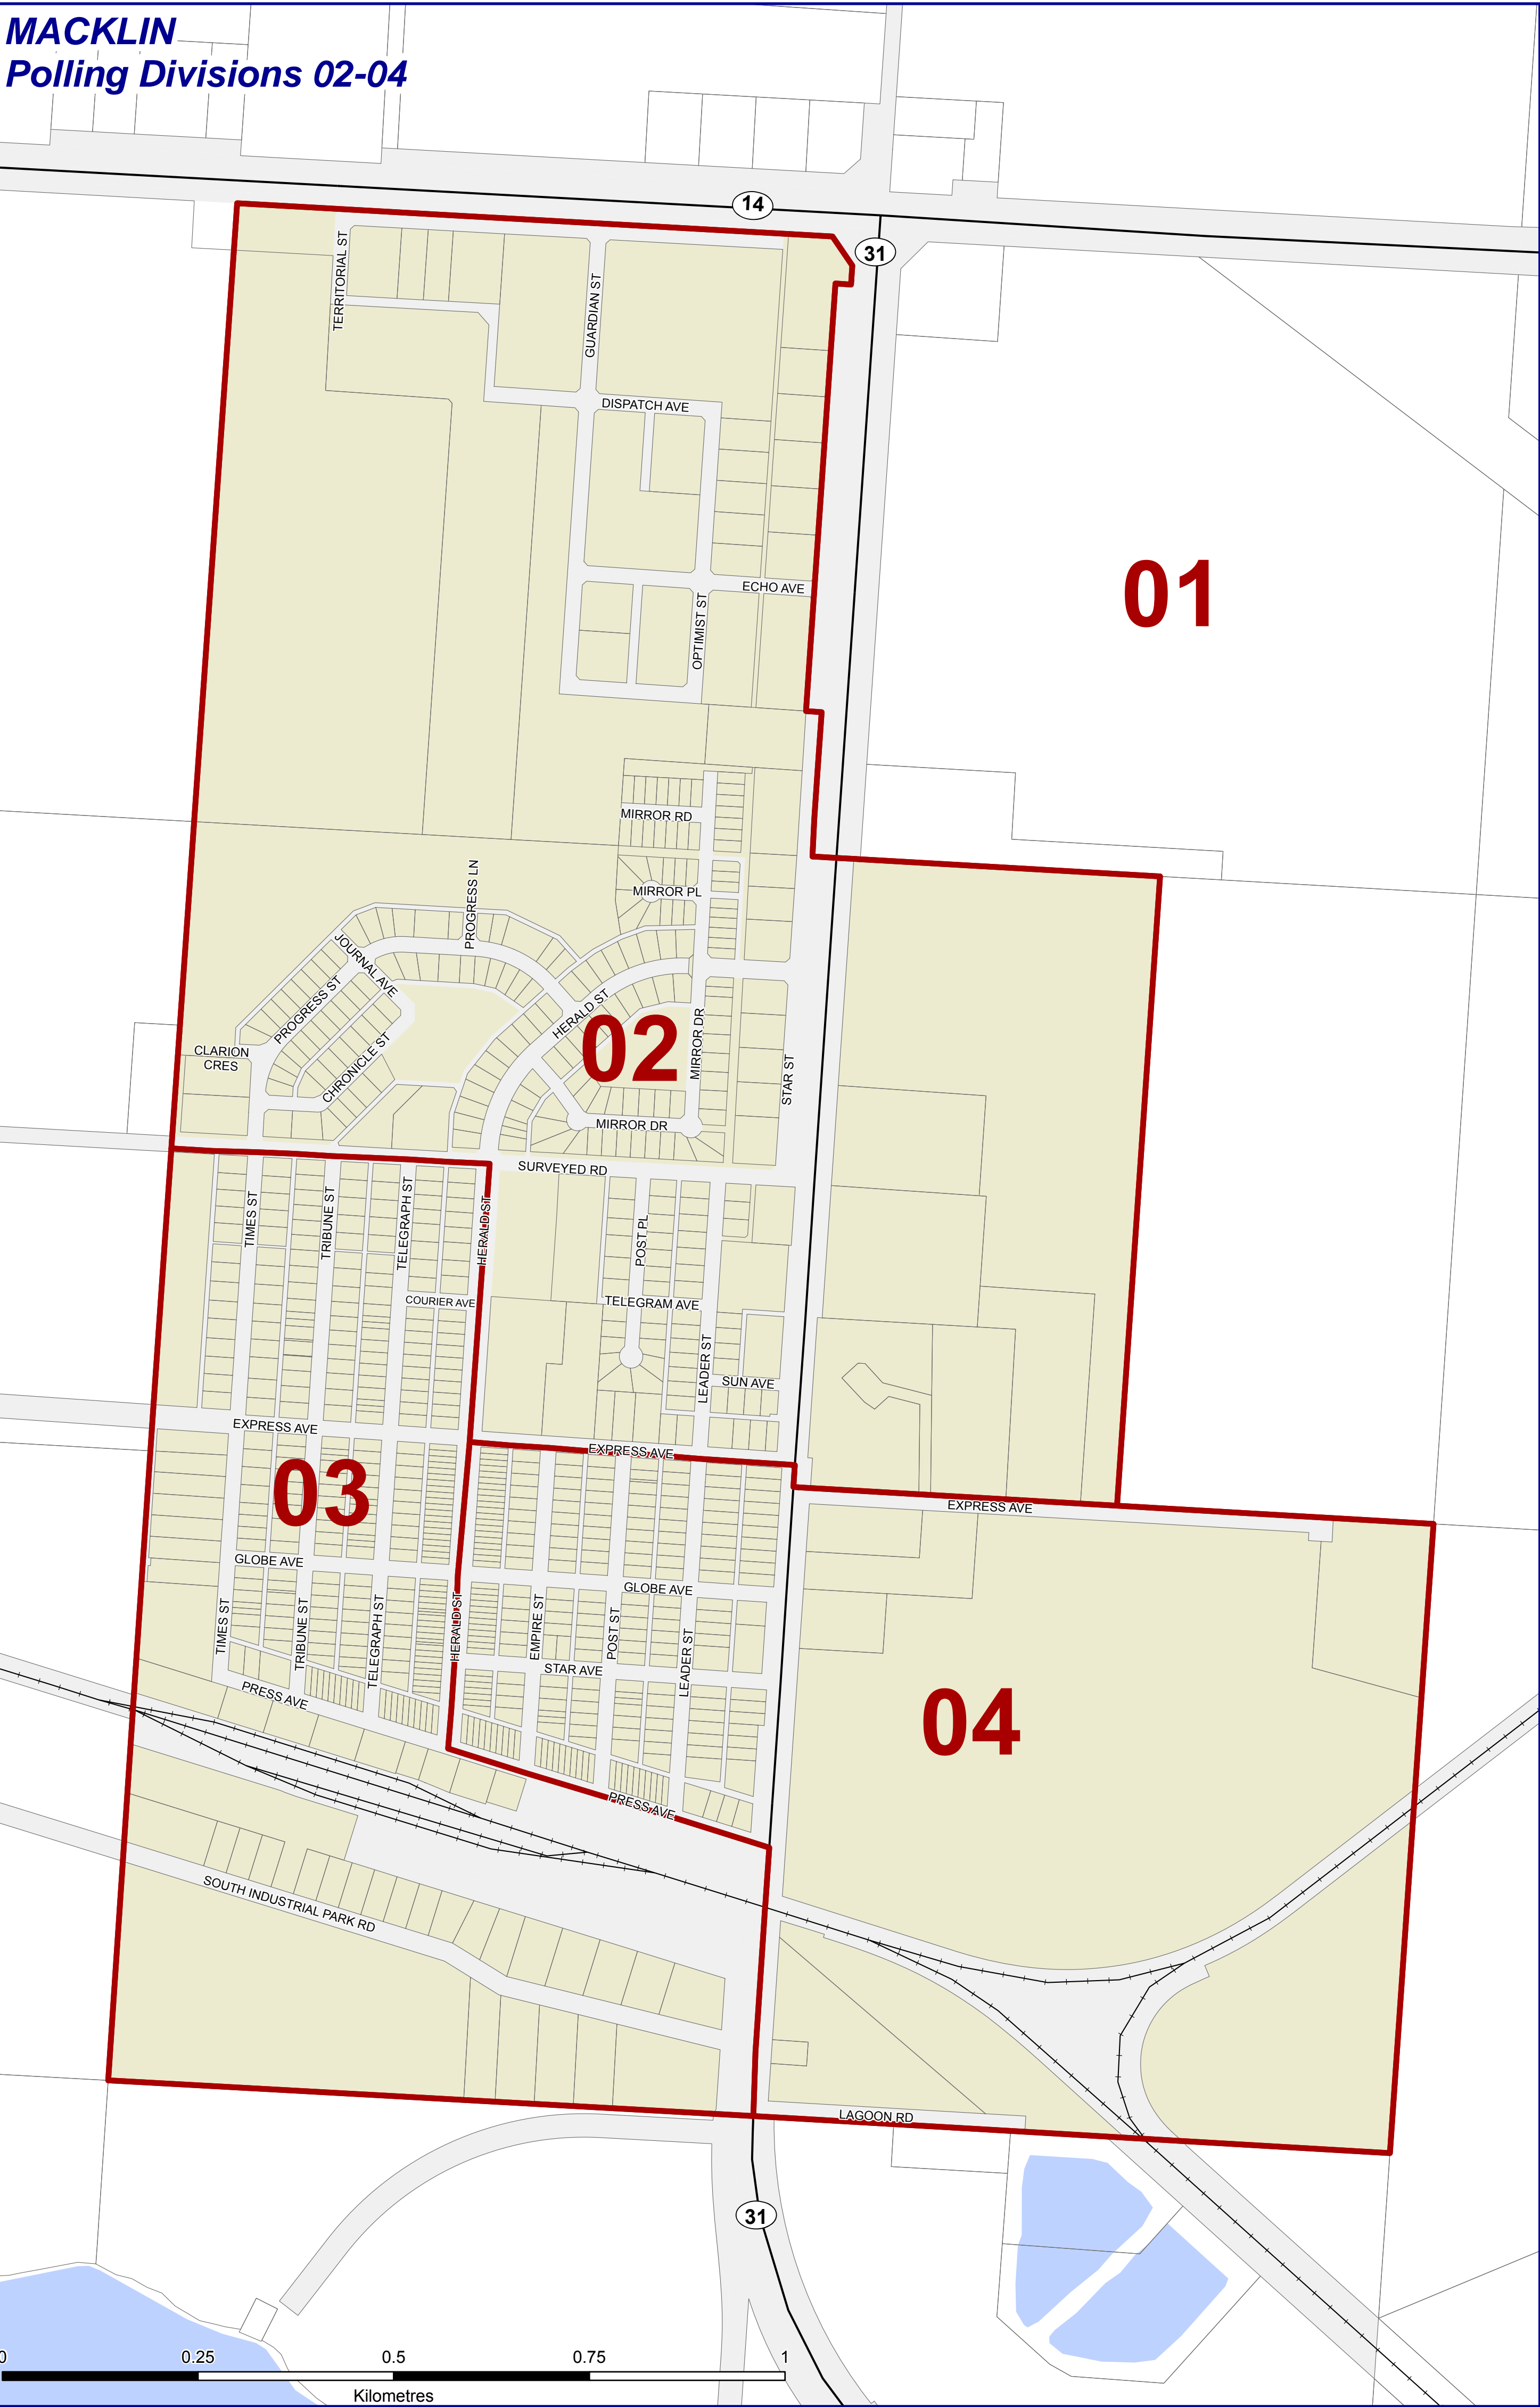 MACKLIN
Polling Divisions 02-04
14
31
TERRITORIAL ST
GUARDIAN ST
DISPATCH AVE
01
ECHO AVE
OPTIMIST ST
MIRROR RD
MIRROR PL
PROGRESS LN
JOURNAL AVE
PROGRESS ST
HERALD ST
02
MIRROR DR
CLARION
CRES
CHRONICLE ST
STAR ST
MIRROR DR
SURVEYED RD
TIMES ST
TRIBUNE ST
TELEGRAPH ST
HERALD ST
POST PL
COURIER AVE
TELEGRAM AVE
LEADER ST
SUN AVE
EXPRESS AVE
EXPRESS AVE
03
EXPRESS AVE
GLOBE AVE
GLOBE AVE
TIMES ST
TRIBUNE ST
TELEGRAPH ST
HERALD ST
EMPIRE ST
POST ST
LEADER ST
STAR AVE
PRESS AVE
04
PRESS AVE
SOUTH INDUSTRIAL PARK RD
LAGOON RD
31
0 0.25 0.5 0.75 1
Kilometres